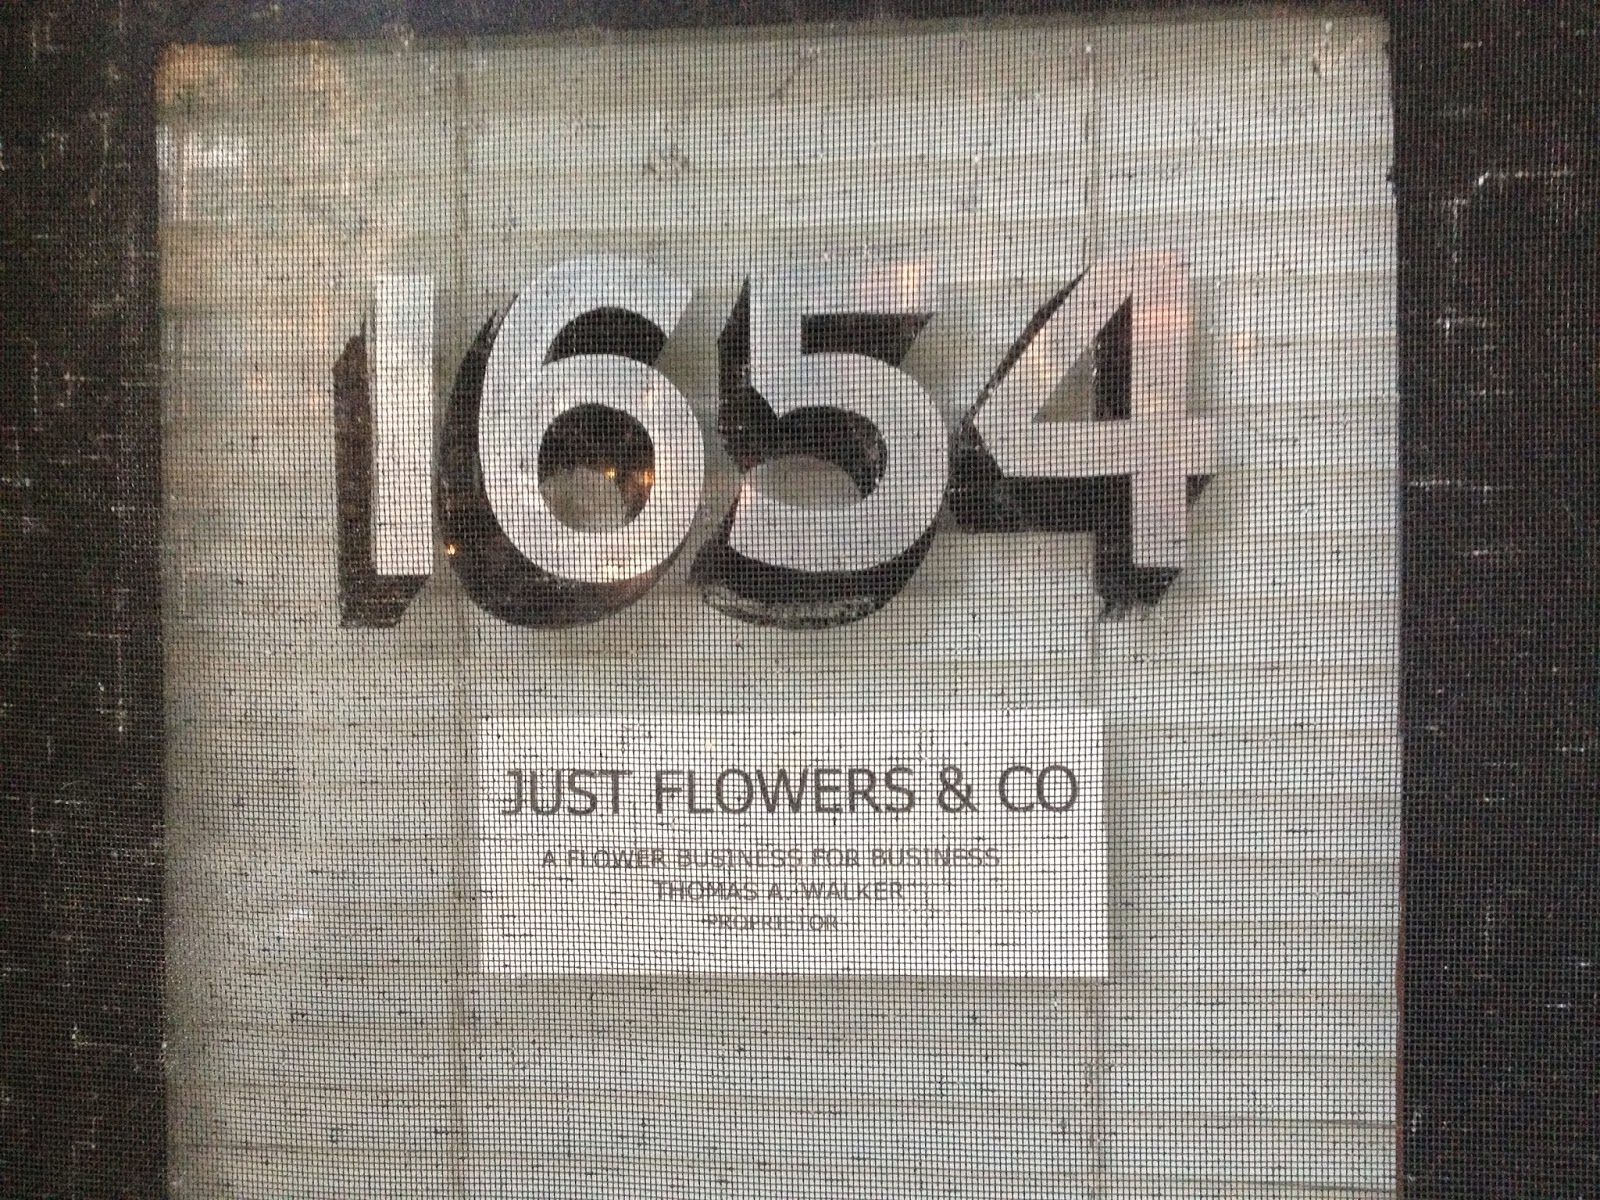 1654
JUST FLOWERS & CO
A FLOWER BUSINESS FOR BUSINESS
THOMAS A. WALKER
PROPRIETOR